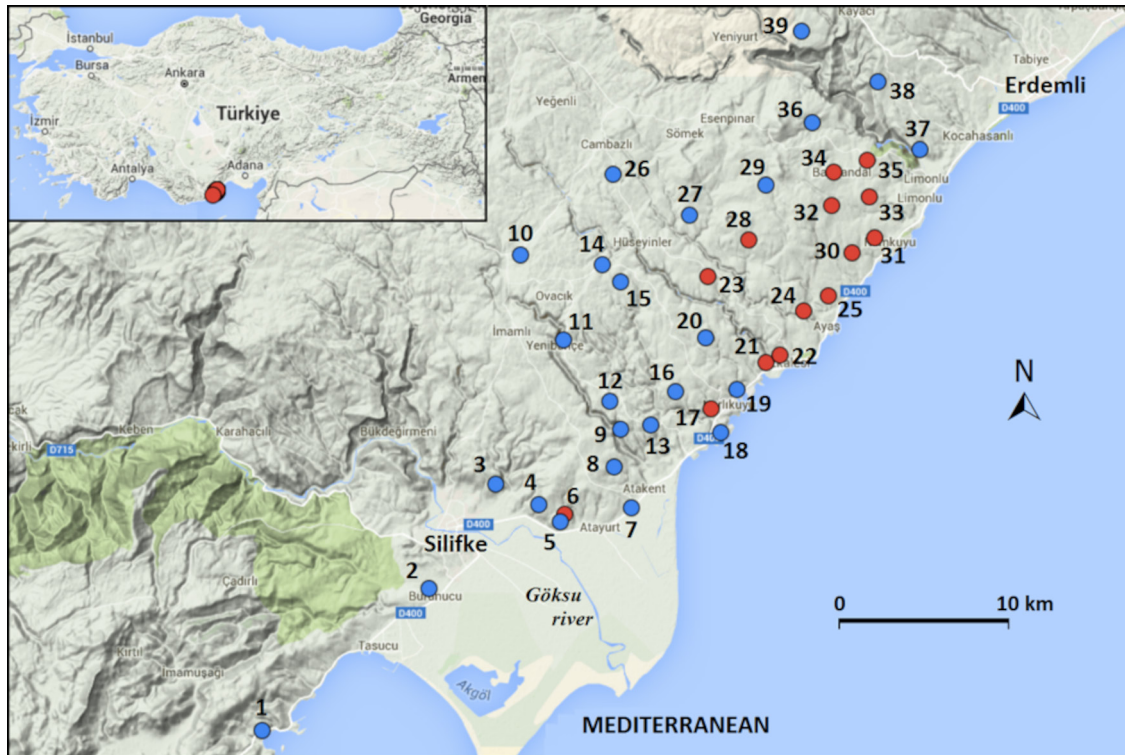 Georgia
İstanbul
Bursa
Ankara
Armen
Türkiye
İzmir
Antalya
Adana
39
Kayacı
Yeniyurt
Tabiye
38
Erdemli
D400
Yeğenli
Esenpınar
36
37
Kocahasanlı
Sömek
Cambazlı
26
29
34
35
Limonlu
27
32
33
Limonlu
28
10
14
Hüseyinler
30
31
15
23
Ovacık
24
D400
25
İmamlı
11
20
Ayaş
Yenibahçe
21
22
16
12
17
19
Keben
Karahacılı
Bükdeğirmeni
9
13
D400
18
D715
3
8
4
6
Atakent
5
Atayurt
7
D400
Silifke
2
Çadırlı
Göksu
river
0
10 km
N
D400
Kırtıl
Tasucu
İmamuşağı
Akgöl
1
MEDITERRANEAN